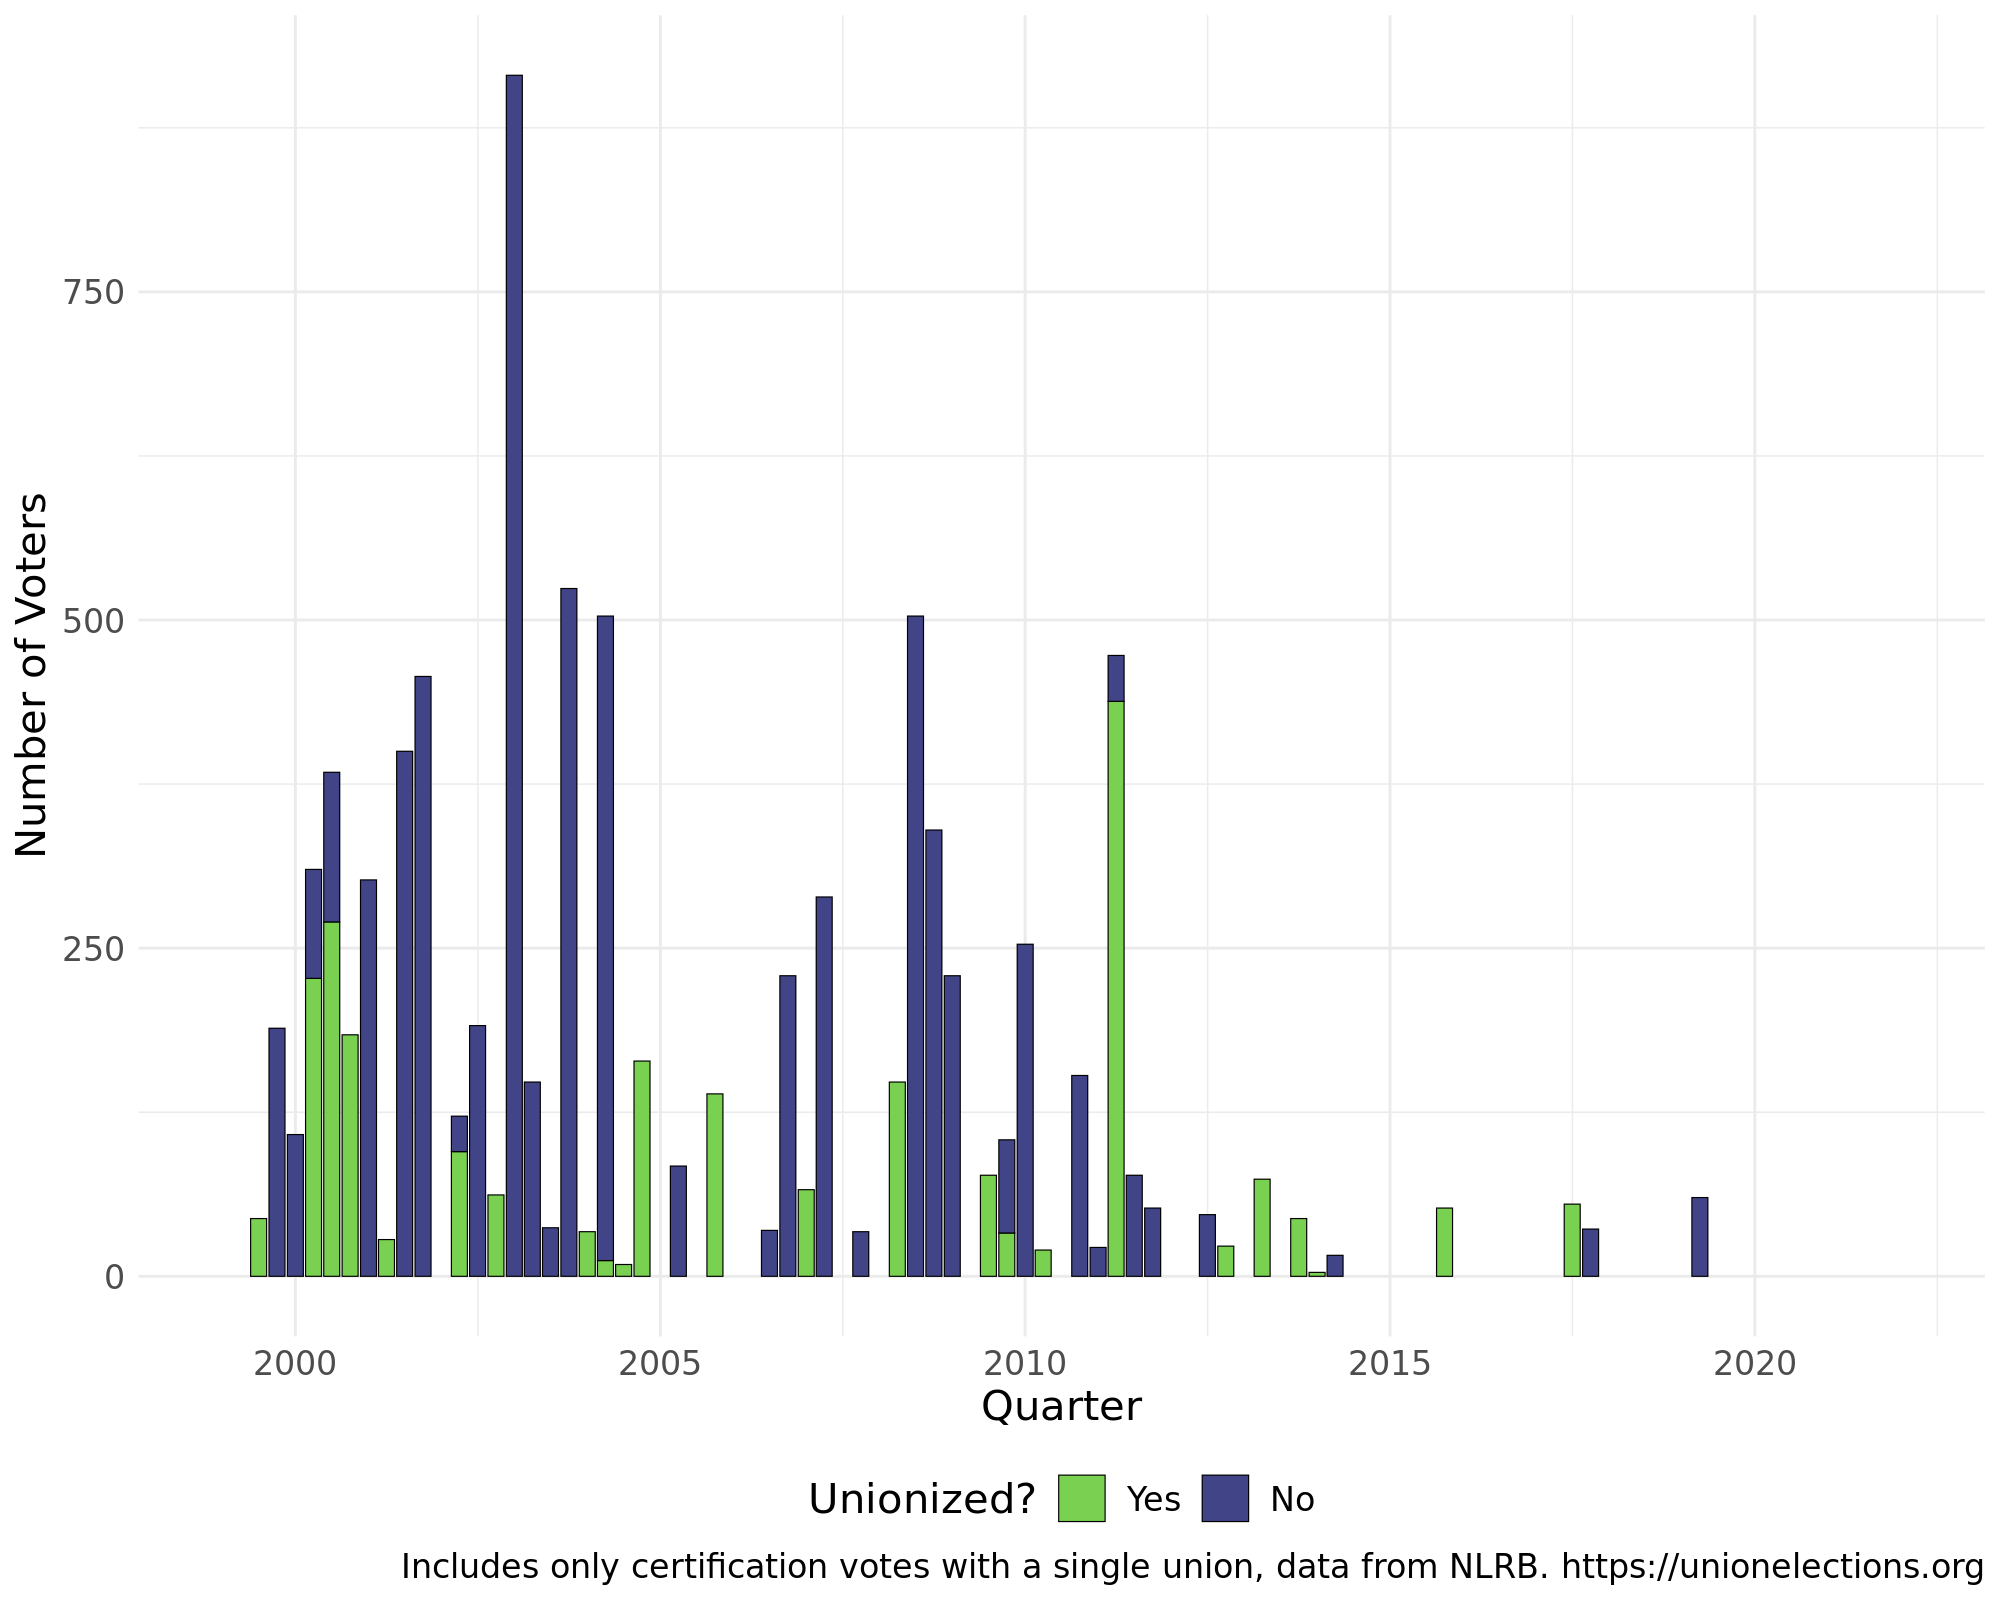 Number of Voters
750
500
250
0
2000 2005 2010 2015 2020
Quarter
Unionized? Yes No
Includes only certification votes with a single union, data from NLRB. https://unionelections.org